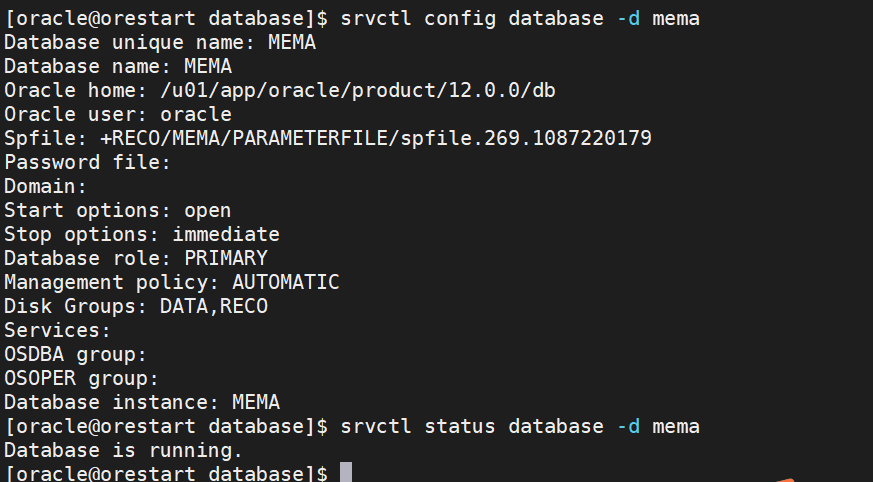 [oracle@orestart database]$ srvctl config database -d mema
Database unique name: MEMA
Database name: MEMA
Oracle home: /u01/app/oracle/product/12.0.0/db
Oracle user: oracle
Spfile: +RECO/MEMA/PARAMETERFILE/spfile.269.1087220179
Password file:
Domain:
Start options: open
Stop options: immediate
Database role: PRIMARY
Management policy: AUTOMATIC
Disk Groups: DATA,RECO
Services:
OSDBA group:
OSOPER group:
Database instance: MEMA
[oracle@orestart database]$ srvctl status database -d mema
Database is running.
[oracle@orestart database]$